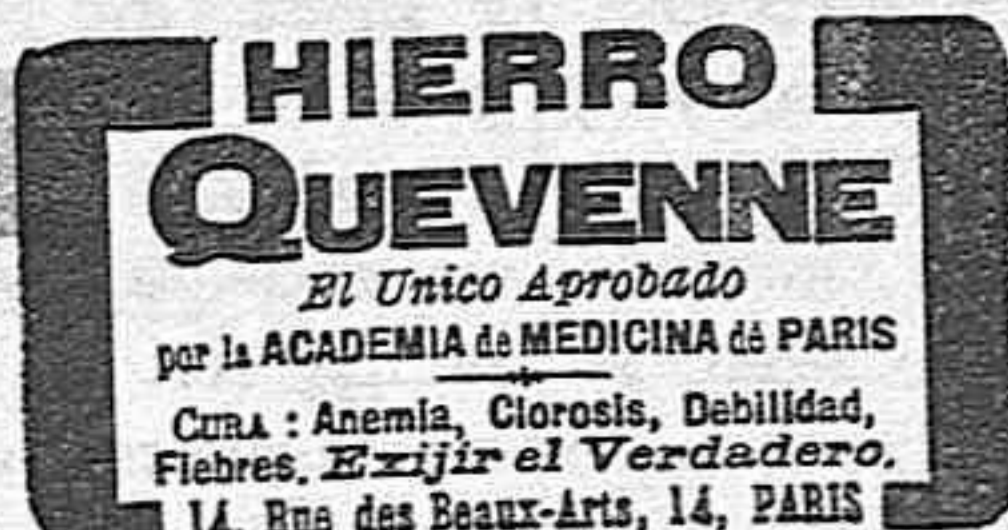 HIERRO
QUEVENNE
El Unico Aprobado
por la ACADEMIA de MEDICINA de PARIS
CURA : Anemia, Clorosis, Debilidad,
Fiebres. Exijir el Verdadero.
14, Rue des Beaux-Arts, 14, PARIS